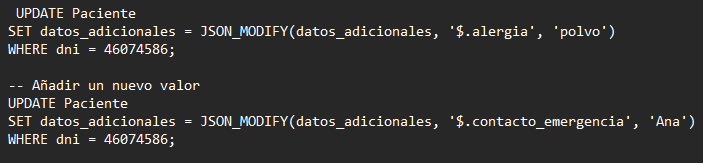 UPDATE Paciente
SET datos_adicionales = JSON_MODIFY(datos_adicionales, '$.alergia', 'polvo')
WHERE dni = 46074586;
-- Añadir un nuevo valor
UPDATE Paciente
SET datos_adicionales = JSON_MODIFY(datos_adicionales, '$.contacto_emergencia', 'Ana')
WHERE dni = 46074586;